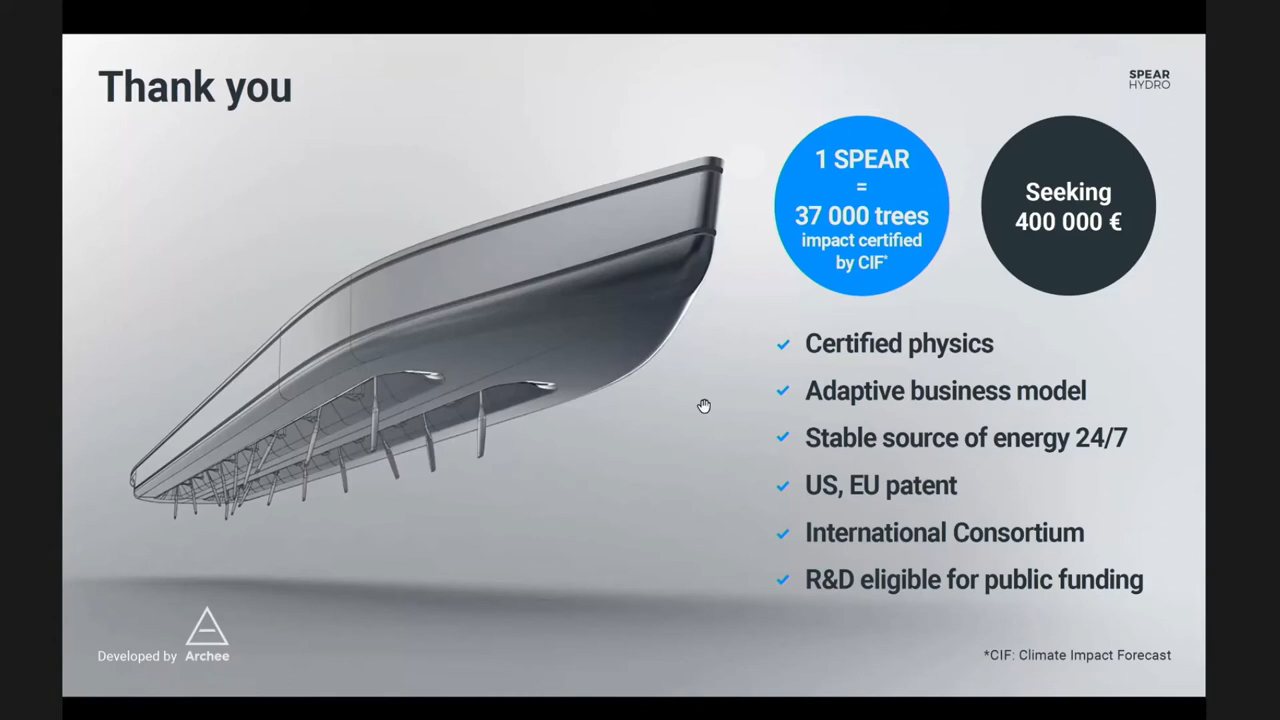 Thank you
SPEAR
HYDRO
1 SPEAR
=
37 000 trees
impact certified
by CIF*
Seeking
400 000 €
Certified physics
Adaptive business model
Stable source of energy 24/7
US, EU patent
International Consortium
R&D eligible for public funding
Developed by Archee
*CIF: Climate Impact Forecast